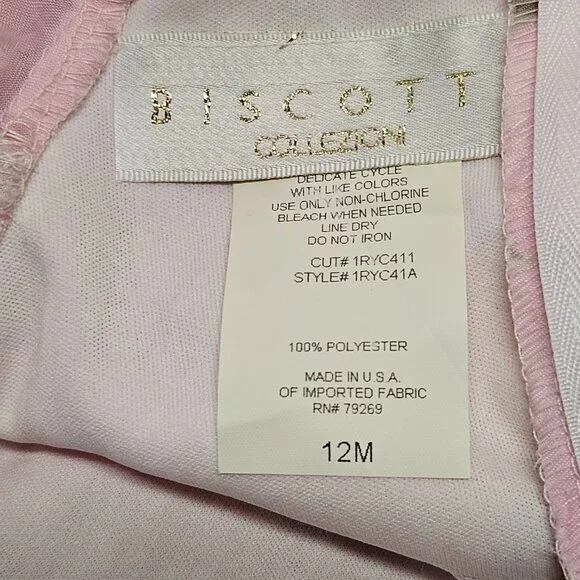 BISCOTT
COLLEZIONI
DELICATE CYCLE
WITH LIKE COLORS
USE ONLY NON-CHLORINE
BLEACH WHEN NEEDED
LINE DRY
DO NOT IRON
CUT# 1RYC411
STYLE# 1RYC41A
100% POLYESTER
MADE IN U.S.A.
OF IMPORTED FABRIC
RN# 79269
12M